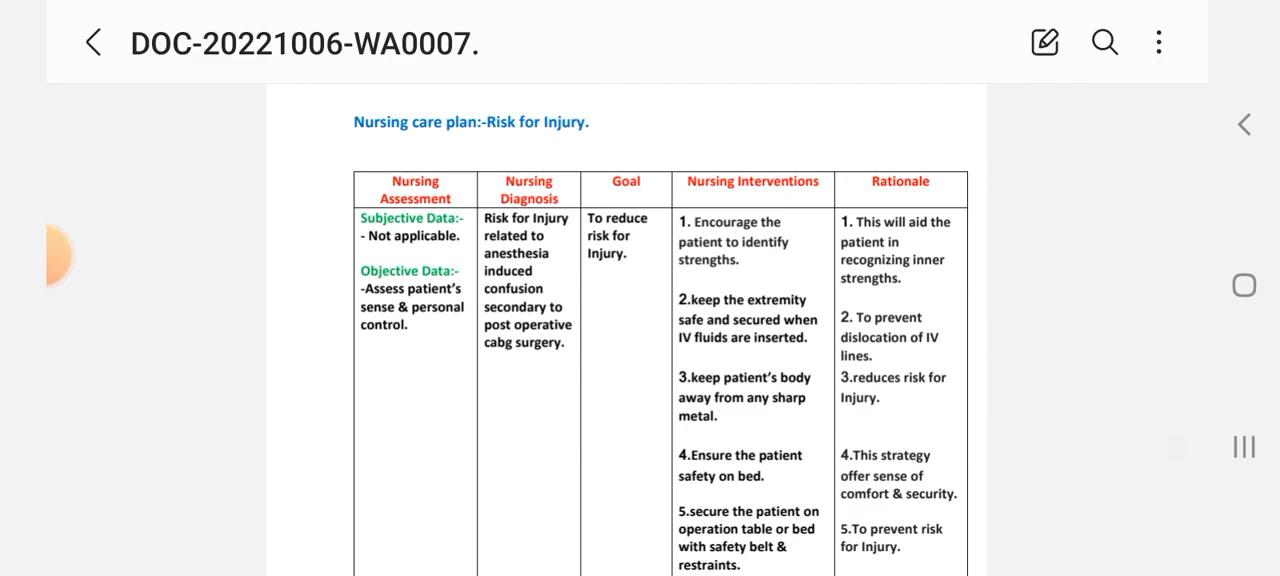 DOC-20221006-WA0007.
Nursing care plan:-Risk for Injury.
Nursing
Assessment
Nursing
Diagnosis
Goal
Nursing Interventions
Rationale
Subjective Data:-
- Not applicable.
Objective Data:-
-Assess patient's
sense & personal
control.
Risk for Injury
related to
anesthesia
induced
confusion
secondary to
post operative
cabg surgery.
To reduce
risk for
Injury.
1. Encourage the
patient to identify
strengths.
2.keep the extremity
safe and secured when
IV fluids are inserted.
3.keep patient's body
away from any sharp
metal.
4.Ensure the patient
safety on bed.
5.secure the patient on
operation table or bed
with safety belt &
restraints.
1. This will aid the
patient in
recognizing inner
strengths.
2. To prevent
dislocation of IV
lines.
3.reduces risk for
Injury.
4.This strategy
offer sense of
comfort & security.
5.To prevent risk
for Injury.